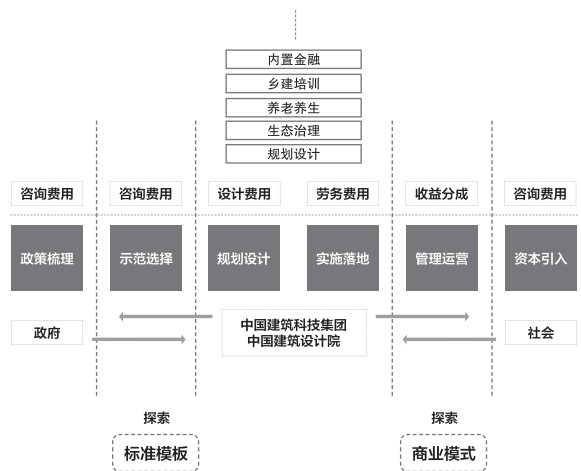 内置金融
乡建培训
养老养生
生态治理
规划设计
咨询费用
咨询费用
设计费用
劳务费用
收益分成
咨询费用
政策梳理
示范选择
规划设计
实施落地
管理运营
资本引入
政府
中国建筑科技集团
中国建筑设计院
社会
探索
探索
标准模板
商业模式